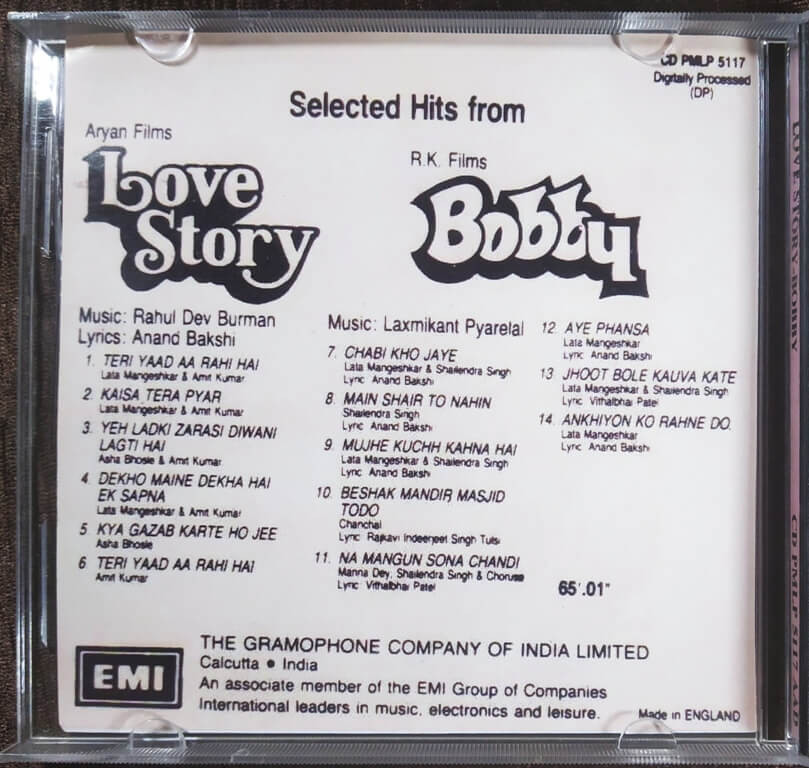 CD PMLP 5117
Digitally Processed
(DP)
Selected Hits from
Aryan Films
Love
Story
Music: Rahul Dev Burman
Lyrics: Anand Bakshi
1. TERI YAAD AA RAHI HAI
Lata Mangeshkar & Amit Kumar
2 KAISA TERA PYAR
Lata Mangeshkar & Amit Kumar
3. YEH LADKI ZARASI DIWANI
LAGTI HAI
Asha Bhosle & Amit Kumar
4 DEKHO MAINE DEKHA HAI
EK SAPNA
Lata Mangeshkar & Amit Kumar
5 KYA GAZAB KARTE HO JEE
Asha Bhosle
6 TERI YAAD AA RAHI HAI
Amit Kumar
R.K. Films
Bobby
Music: Laxmikant Pyarelal
7. CHABI KHO JAYE
Lata Mangeshkar & Shailendra Singh
Lyric Anand Bakshi
8. MAIN SHAIR TO NAHIN
Shailendra Singh
Lyric Anand Bakshi
9. MUJHE KUCHH KAHNA HAI
Lata Mangeshkar & Shailendra Singh
Lyric Anand Bakshi
10. BESHAK MANDIR MASJID
TODO
Chanchal
Lyric Rajkavi Inderjeet Singh Tulsi
11. NA MANGUN SONA CHANDI
Manna Dey, Shailendra Singh & Chorus
Lyric Vithalbhai Patel
12. AYE PHANSA
Lata Mangeshkar
Lyric Anand Bakshi
13 JHOOT BOLE KAUVA KATE
Lata Mangeshkar & Shailendra Singh
Lyric Vithalbhai Patel
14. ANKHIYON KO RAHNE DO.
Lata Mangeshkar
Lyric Anand Bakshi
65'.01"
EMI
THE GRAMOPHONE COMPANY OF INDIA LIMITED
Calcutta • India
An associate member of the EMI Group of Companies
International leaders in music, electronics and leisure.
Made in ENGLAND
LOVE STORY-BOBBY
CD PMLP 5117